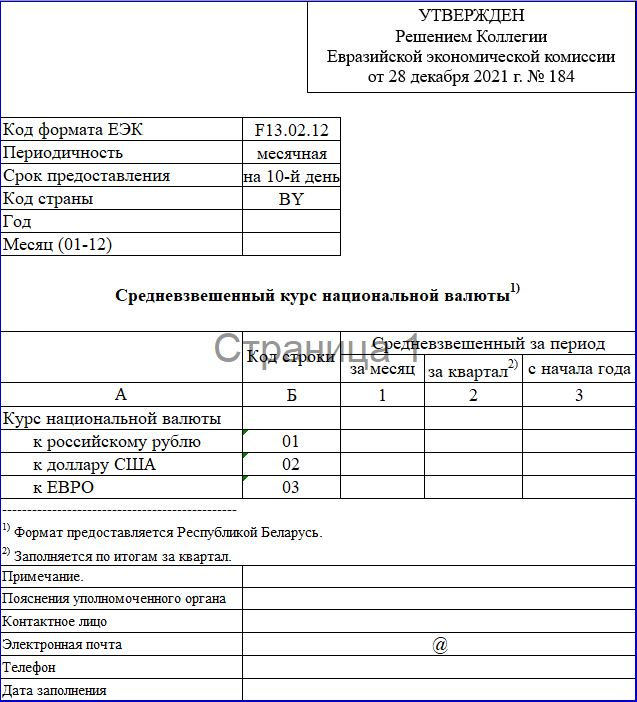 УТВЕРЖДЕН
Решением Коллегии
Евразийской экономической комиссии
от 28 декабря 2021 г. № 184
Код формата ЕЭК F13.02.12
Периодичность месячная
Срок предоставления на 10-й день
Код страны BY
Год
Месяц (01-12)
Средневзвешенный курс национальной валюты1)
Страница 1
Код строки
Средневзвешенный за период
за месяц за квартал2) с начала года
А Б 1 2 3
Курс национальной валюты
к российскому рублю 01
к доллару США 02
к ЕВРО 03
-----------------------------------------------
1) Формат предоставляется Республикой Беларусь.
2) Заполняется по итогам за квартал.
Примечание.
Пояснения уполномоченного органа
Контактное лицо
Электронная почта @
Телефон
Дата заполнения